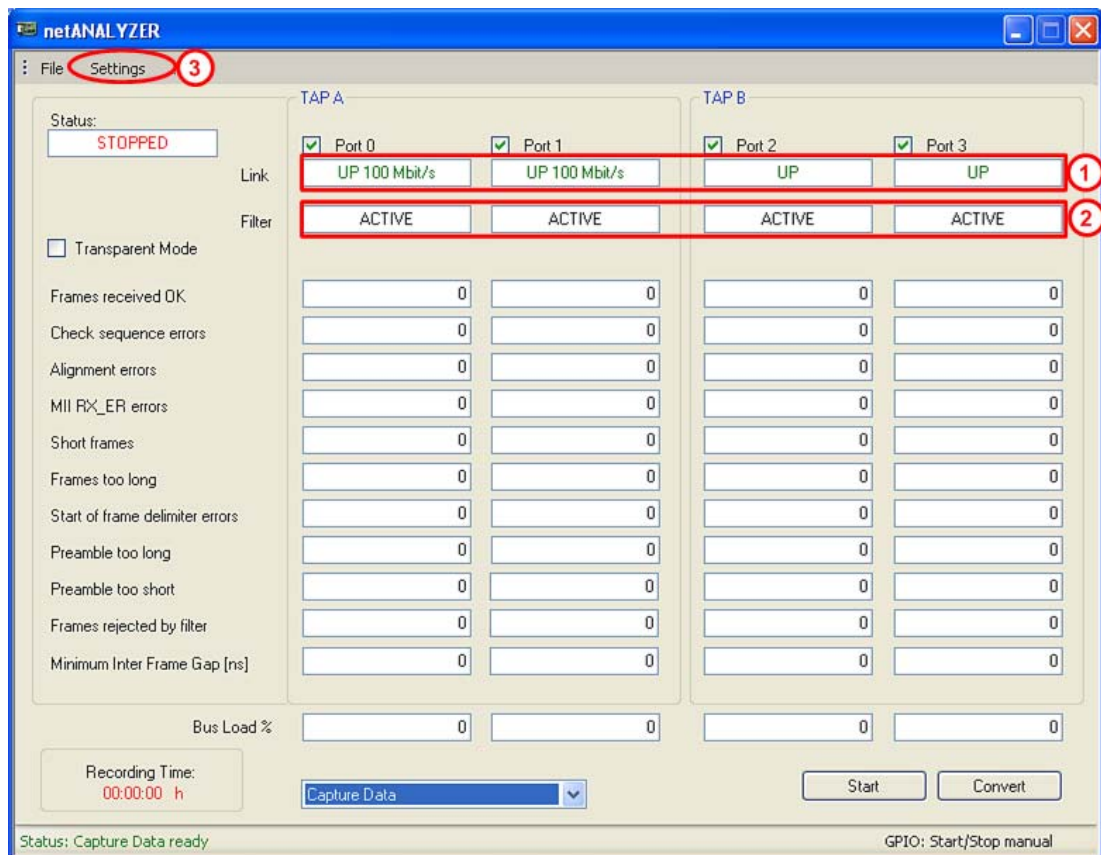 netANALYZER
File Settings 3
TAP A TAP B
Status:
STOPPED
Port 0 Port 1 Port 2 Port 3
Link UP 100 Mbit/s UP 100 Mbit/s UP UP 1
Filter ACTIVE ACTIVE ACTIVE ACTIVE 2
Transparent Mode
Frames received OK 0 0 0 0
Check sequence errors 0 0 0 0
Alignment errors 0 0 0 0
MII RX_ER errors 0 0 0 0
Short frames 0 0 0 0
Frames too long 0 0 0 0
Start of frame delimiter errors 0 0 0 0
Preamble too long 0 0 0 0
Preamble too short 0 0 0 0
Frames rejected by filter 0 0 0 0
Minimum Inter Frame Gap [ns] 0 0 0 0
Bus Load % 0 0 0 0
Recording Time:
00:00:00 h
Capture Data
Start Convert
Status: Capture Data ready GPIO: Start/Stop manual